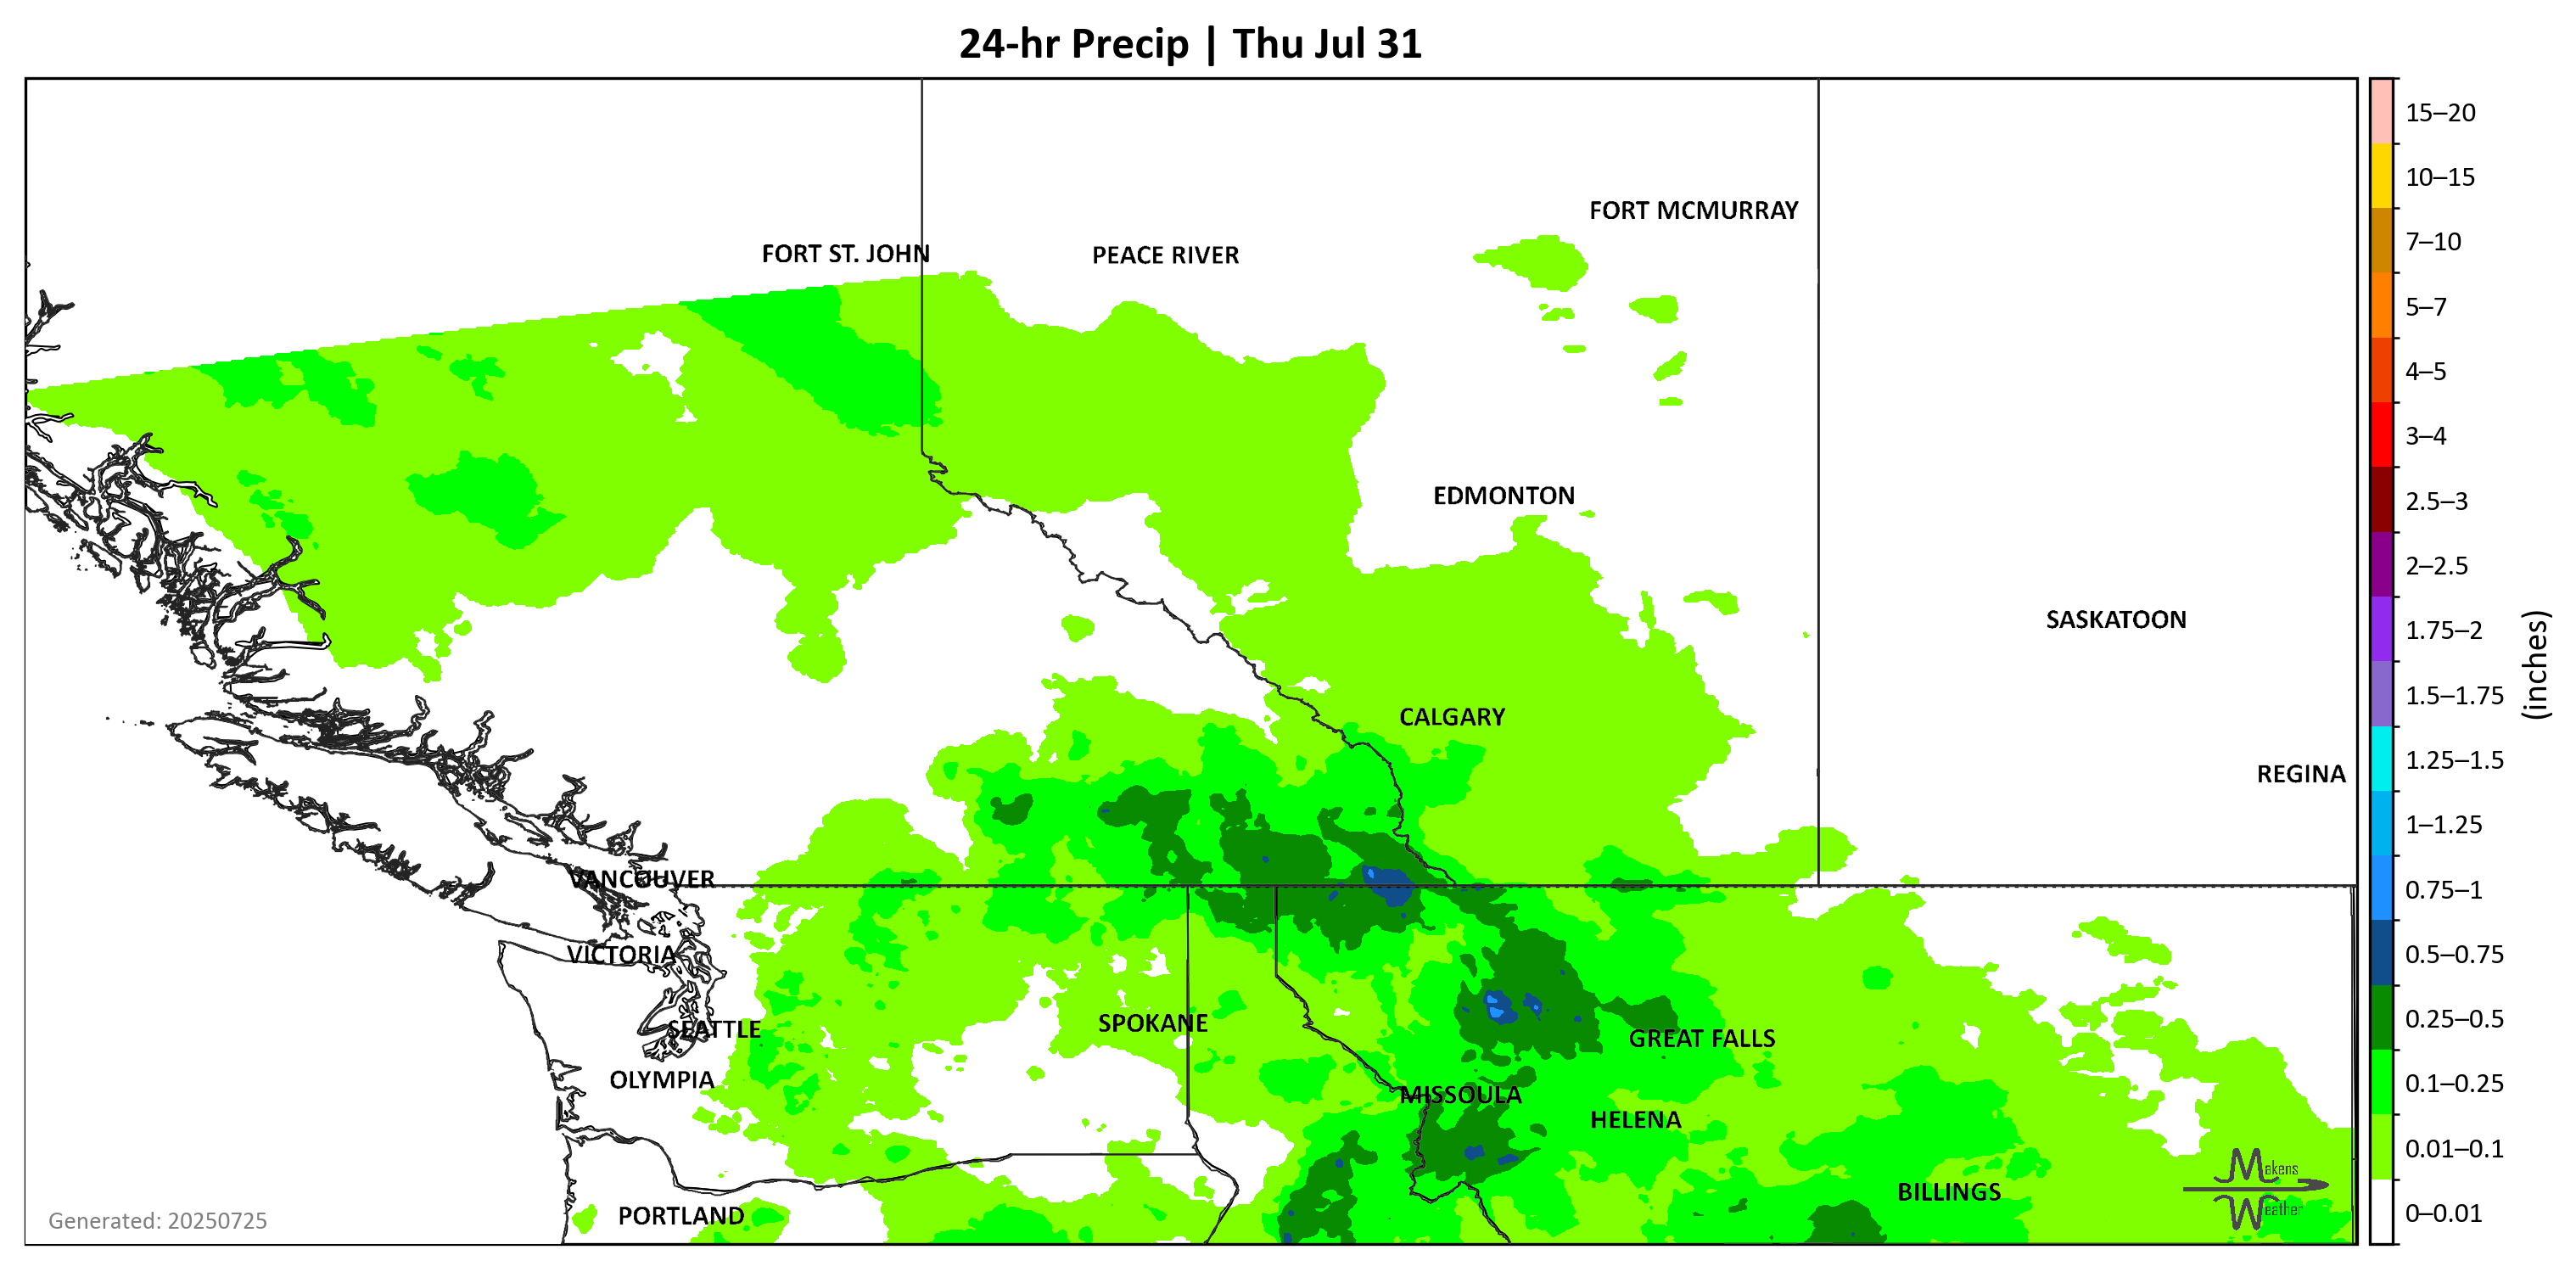 24-hr Precip | Thu Jul 31
FORT MCMURRAY
FORT ST. JOHN
PEACE RIVER
EDMONTON
SASKATOON
CALGARY
REGINA
VANCOUVER
VICTORIA
SPOKANE
SEATTLE
GREAT FALLS
OLYMPIA
MISSOULA
HELENA
BILLINGS
PORTLAND
Makens
Weather
Generated: 20250725
15–20
10–15
7–10
5–7
4–5
3–4
2.5–3
2–2.5
1.75–2
1.5–1.75
1.25–1.5
1–1.25
0.75–1
0.5–0.75
0.25–0.5
0.1–0.25
0.01–0.1
0–0.01
(inches)